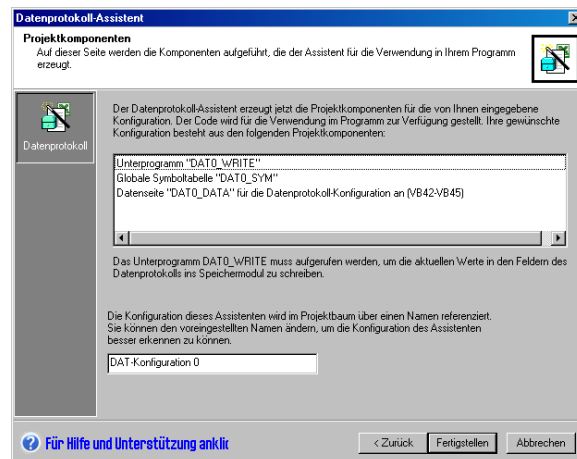 Datenprotokoll-Assistent
Projektkomponenten
Auf dieser Seite werden die Komponenten aufgeführt, die der Assistent für die Verwendung in Ihrem Programm
erzeugt.
Datenprotokoll
Der Datenprotokoll-Assistent erzeugt jetzt die Projektkomponenten für die von Ihnen eingegebene
Konfiguration. Der Code wird für die Verwendung im Programm zur Verfügung gestellt. Ihre gewünschte
Konfiguration besteht aus den folgenden Projektkomponenten:
Unterprogramm "DAT0_WRITE"
Globale Symboltabelle "DAT0_SYM"
Datenseite "DAT0_DATA" für die Datenprotokoll-Konfiguration an (VB42-VB45)
Das Unterprogramm DAT0_WRITE muss aufgerufen werden, um die aktuellen Werte in den Feldern des
Datenprotokolls ins Speichermodul zu schreiben.
Die Konfiguration dieses Assistenten wird im Projektbaum über einen Namen referenziert.
Sie können den voreingestellten Namen ändern, um die Konfiguration des Assistenten
besser erkennen zu können.
DAT-Konfiguration 0
Für Hilfe und Unterstützung anklic
< Zurück
Fertigstellen
Abbrechen